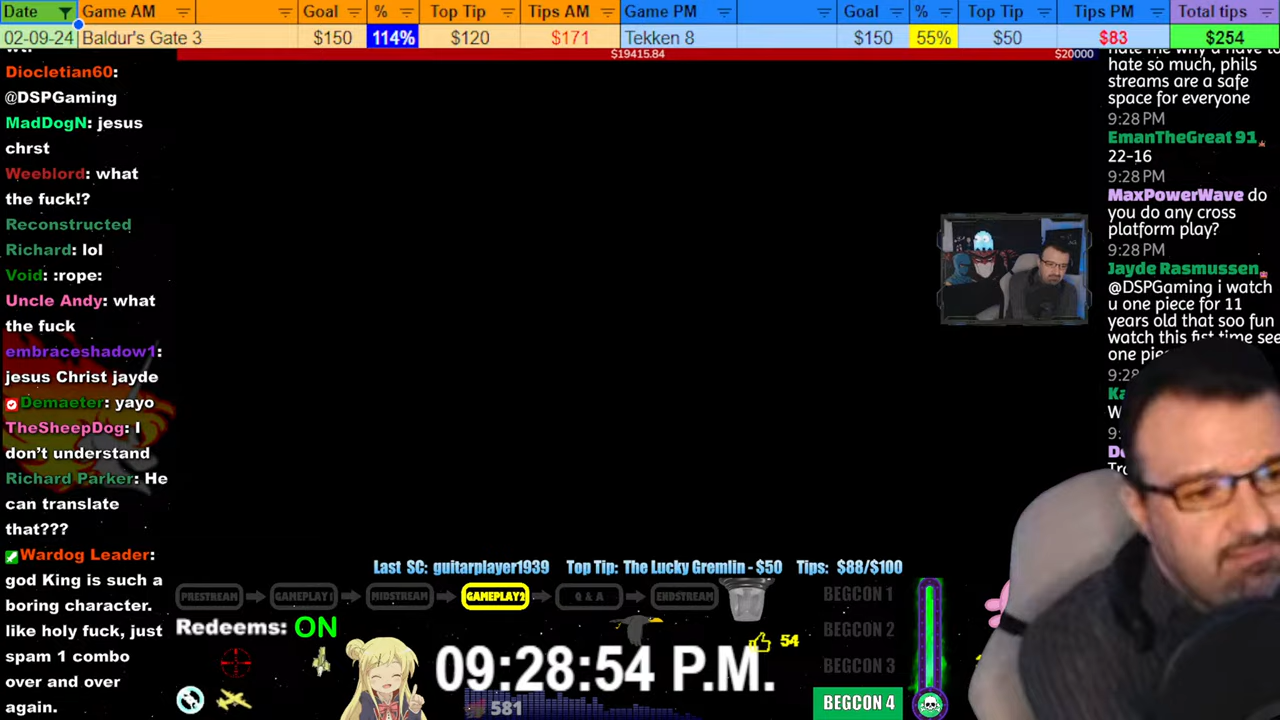 Date Game AM Goal % Top Tip Tips AM Game PM Goal % Top Tip Tips PM Total tips
02-09-24 Baldur's Gate 3 $150 114% $120 $171 Tekken 8 $150 55% $50 $83 $254
$19415.84 $20000
Diocletian60:
@DSPGaming
MadDogN: jesus
chrst
Weeblord: what
the fuck!?
Reconstructed
Richard: lol
Void: :rope:
Uncle Andy: what
the fuck
embraceshadow1:
jesus Christ jayde
Demaeter: yayo
TheSheepDog: I
don't understand
Richard Parker: He
can translate
that???
Wardog Leader:
god King is such a
boring character.
like holy fuck, just
spam 1 combo
over and over
again.
hate me why u have to
hate so much, phils
streams are a safe
space for everyone
9:28 PM
EmanTheGreat 91
22-16
9:28 PM
MaxPowerWave do
you do any cross
platform play?
9:28 PM
Jayde Rasmussen
@DSPGaming i watch
u one piece for 11
years old that soo fun
watch this fist time see
one
9:28
Last SC: guitarplayer1939 Top Tip: The Lucky Gremlin - $50 Tips: $88/$100
PRESTREAM GAMEPLAY 1 MIDSTREAM GAMEPLAY2 Q & A ENDSTREAM
Redeems: ON
54
09:28:54 P.M.
581
BEGCON 1
BEGCON 2
BEGCON 3
BEGCON 4